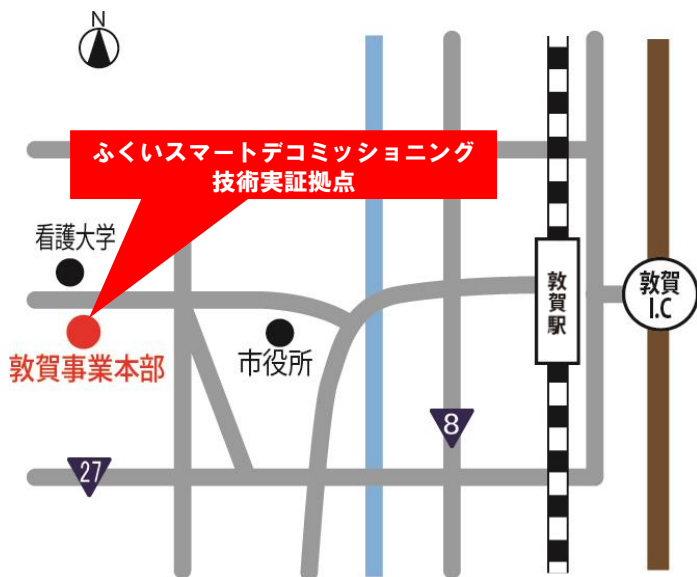 N
ふくいスマートデコミッショニング
技術実証拠点
看護大学
敦賀事業本部
市役所
敦賀駅
敦賀
I.C
8
27